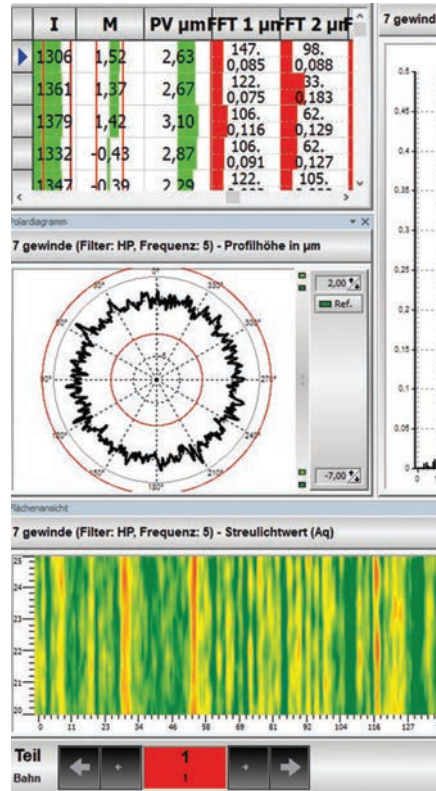 I M PV µm FFT 1 µm FFT 2 µm
1306 1,52 2,63 147. 0,085 98. 0,088
1361 1,37 2,67 122. 0,075 33. 0,183
1379 1,42 3,10 106. 0,116 62. 0,129
1332 -0,43 2,87 106. 0,091 62. 0,127
1347 -0,39 2,29 122. 105.
Polardiagramm
7 gewinde (Filter: HP, Frequenz: 5) - Profilhöhe in µm
0°
30° 330°
60° 300°
90° 270°
240°
150° 210°
180°
2,00
Ref.
-7,00
7 gewinde
0,5
0,45
0,4
0,35
0,3
0,25
0,2
0,15
0,1
0,05
0
Flächenansicht
7 gewinde (Filter: HP, Frequenz: 5) - Streulichtwert (Aq)
25
24
22
21
20
0 11 23 34 46 58 69 81 92 104 116 127
Teil 1
Bahn 1